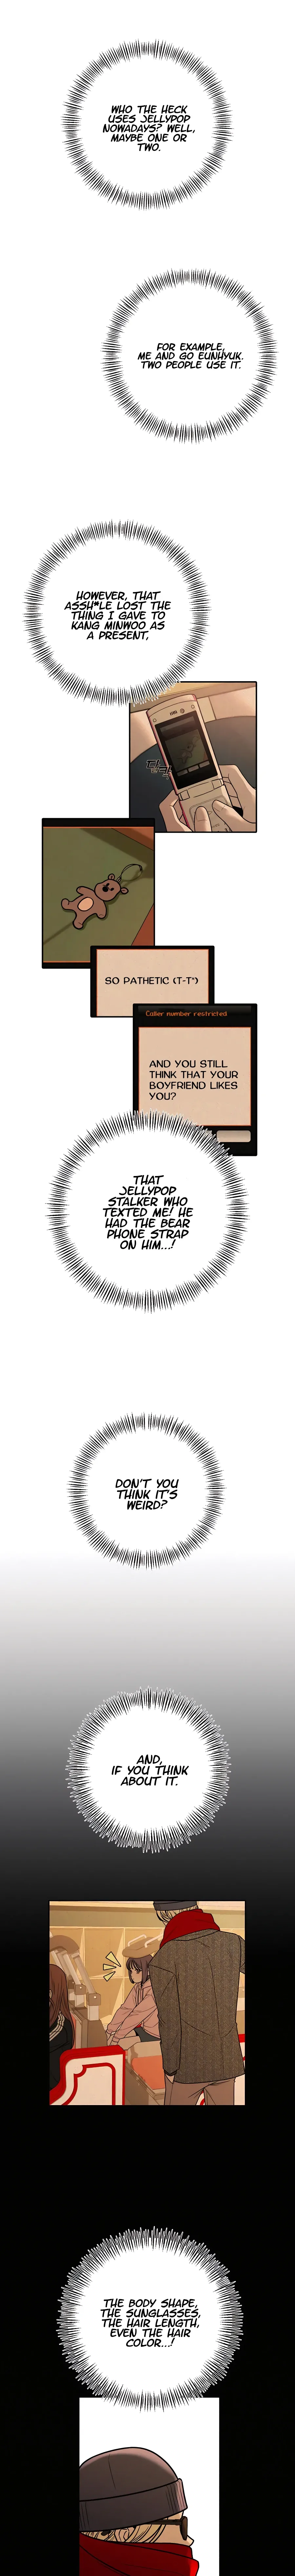 WHO THE HECK
USES JELLYPOP
NOWADAYS? WELL,
MAYBE ONE OR
TWO.
FOR EXAMPLE,
ME AND GO EUNHYUK.
TWO PEOPLE USE IT.
HOWEVER, THAT
ASSH*LE LOST THE
THING I GAVE TO
KANG MINWOO AS
A PRESENT,
SO PATHETIC (T-T*)
Caller number restricted
AND YOU STILL
THINK THAT YOUR
BOYFRIEND LIKES
YOU?
THAT
JELLYPOP
STALKER WHO
TEXTED ME! HE
HAD THE BEAR
PHONE STRAP
ON HIM...!
DON'T YOU
THINK IT'S
WEIRD?
AND,
IF YOU THINK
ABOUT IT.
THE BODY SHAPE,
THE SUNGLASSES,
THE HAIR LENGTH,
EVEN THE HAIR
COLOR...!